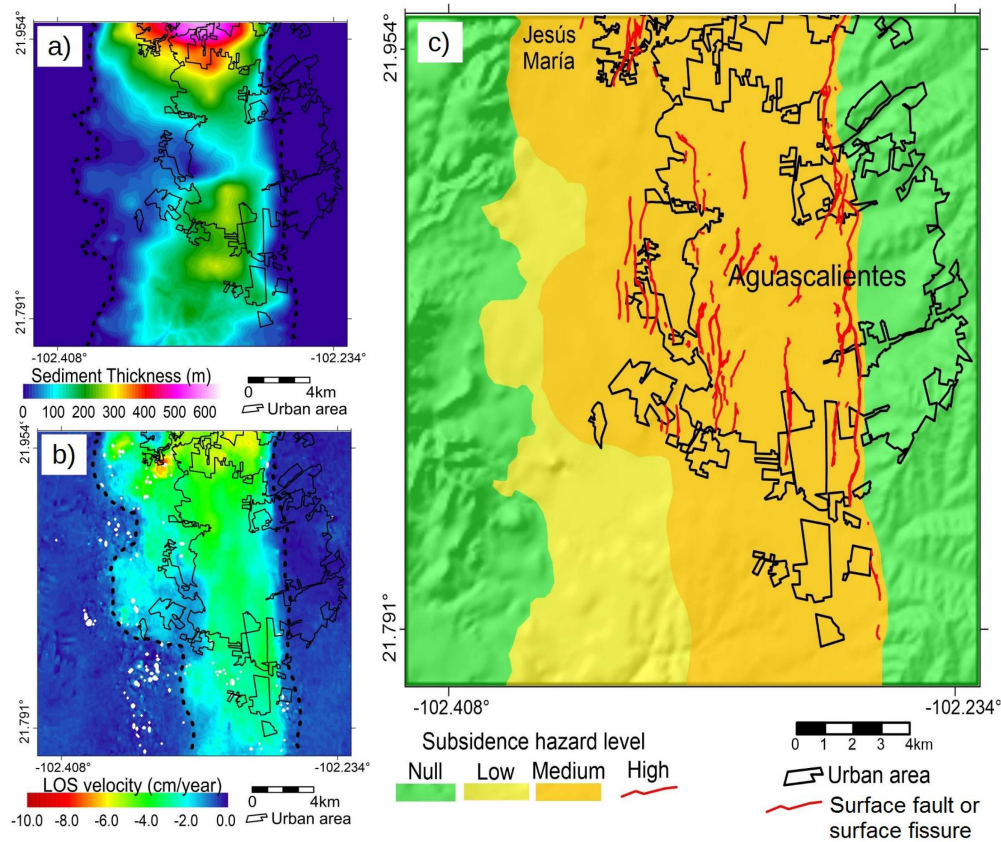 a)
21.954°
21.791°
-102.408°
-102.234°
Sediment Thickness (m)
0 100 200 300 400 500 600
4km
Urban area
b)
21.954°
21.791°
-102.408°
-102.234°
LOS velocity (cm/year)
-10.0 -8.0 -6.0 -4.0 -2.0 0.0
4km
Urban area
c)
Jesús
María
21.954°
Aguascalientes
21.791°
-102.408°
-102.234°
Subsidence hazard level
Null Low Medium High
0 1 2 3 4km
Urban area
Surface fault or
surface fissure